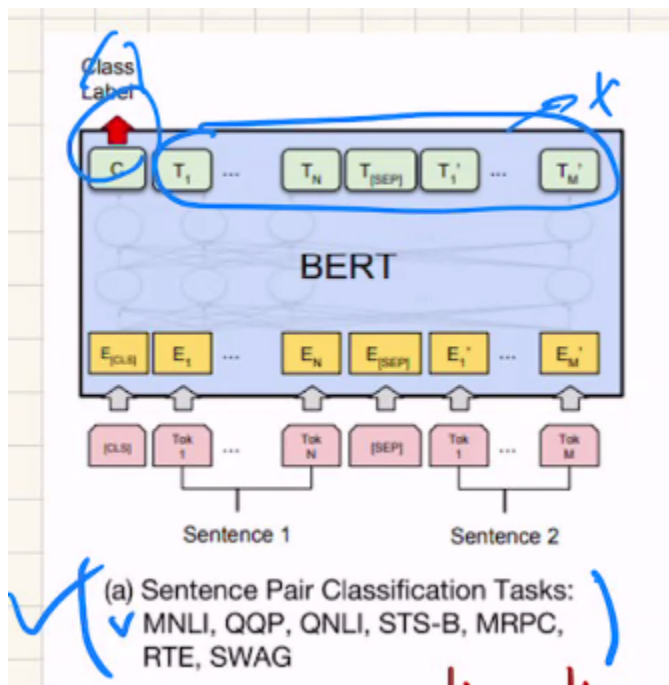 Class
Label
X
C T1 ... TN T[SEP] T1' ... TM'
BERT
E[CLS] E1 ... EN E[SEP] E1' ... EM'
[CLS] Tok 1 ... Tok N [SEP] Tok 1 ... Tok M
Sentence 1 Sentence 2
(a) Sentence Pair Classification Tasks:
MNLI, QQP, QNLI, STS-B, MRPC,
RTE, SWAG